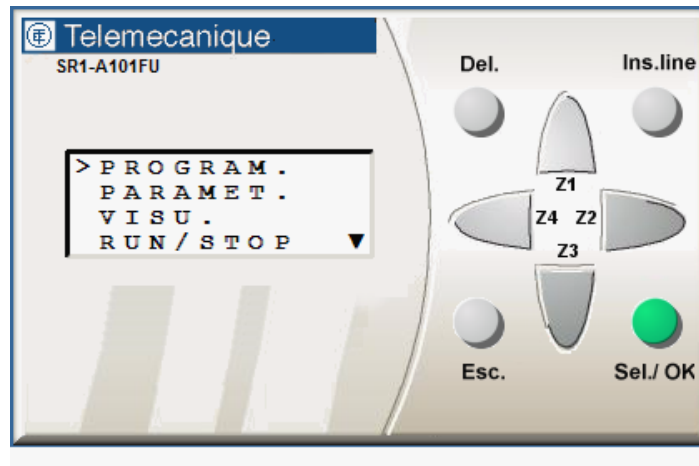 Telemecanique
SR1-A101FU
>PROGRAM.
PARAMET.
VISU.
RUN/STOP ▼
Del.
Ins.line
Z1
Z4 Z2
Z3
Esc.
Sel./ OK